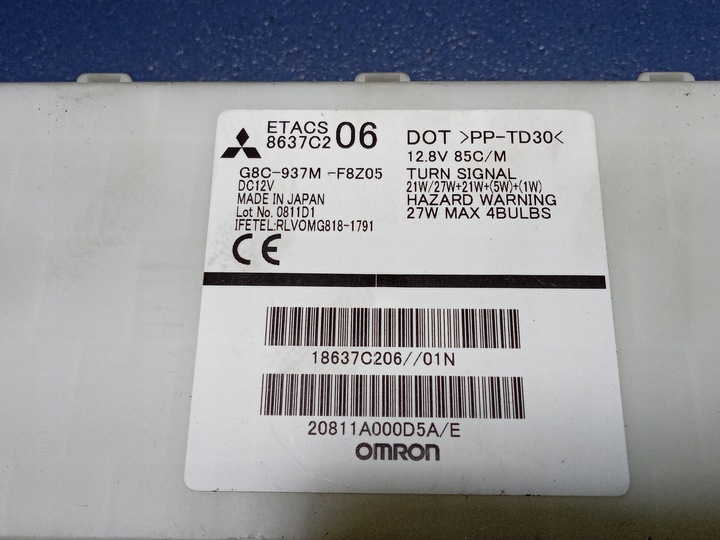 ETACS
8637C2 06
G8C-937M -F8Z05
DC12V
MADE IN JAPAN
Lot No. 0811D1
IFETEL:RLVOMG818-1791
CE
DOT >PP-TD30<
12.8V 85C/M
TURN SIGNAL
21W/27W+21W+(5W)+(1W)
HAZARD WARNING
27W MAX 4BULBS
18637C206//01N
20811A000D5A/E
OMRON